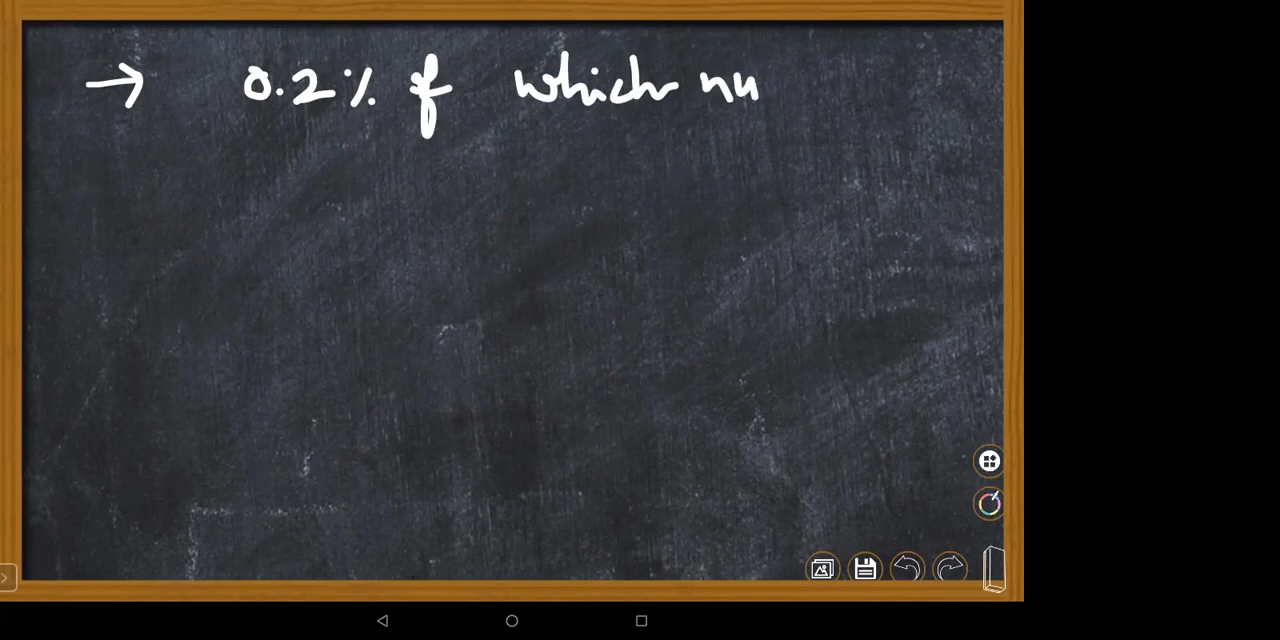 → 0.2% of which nu